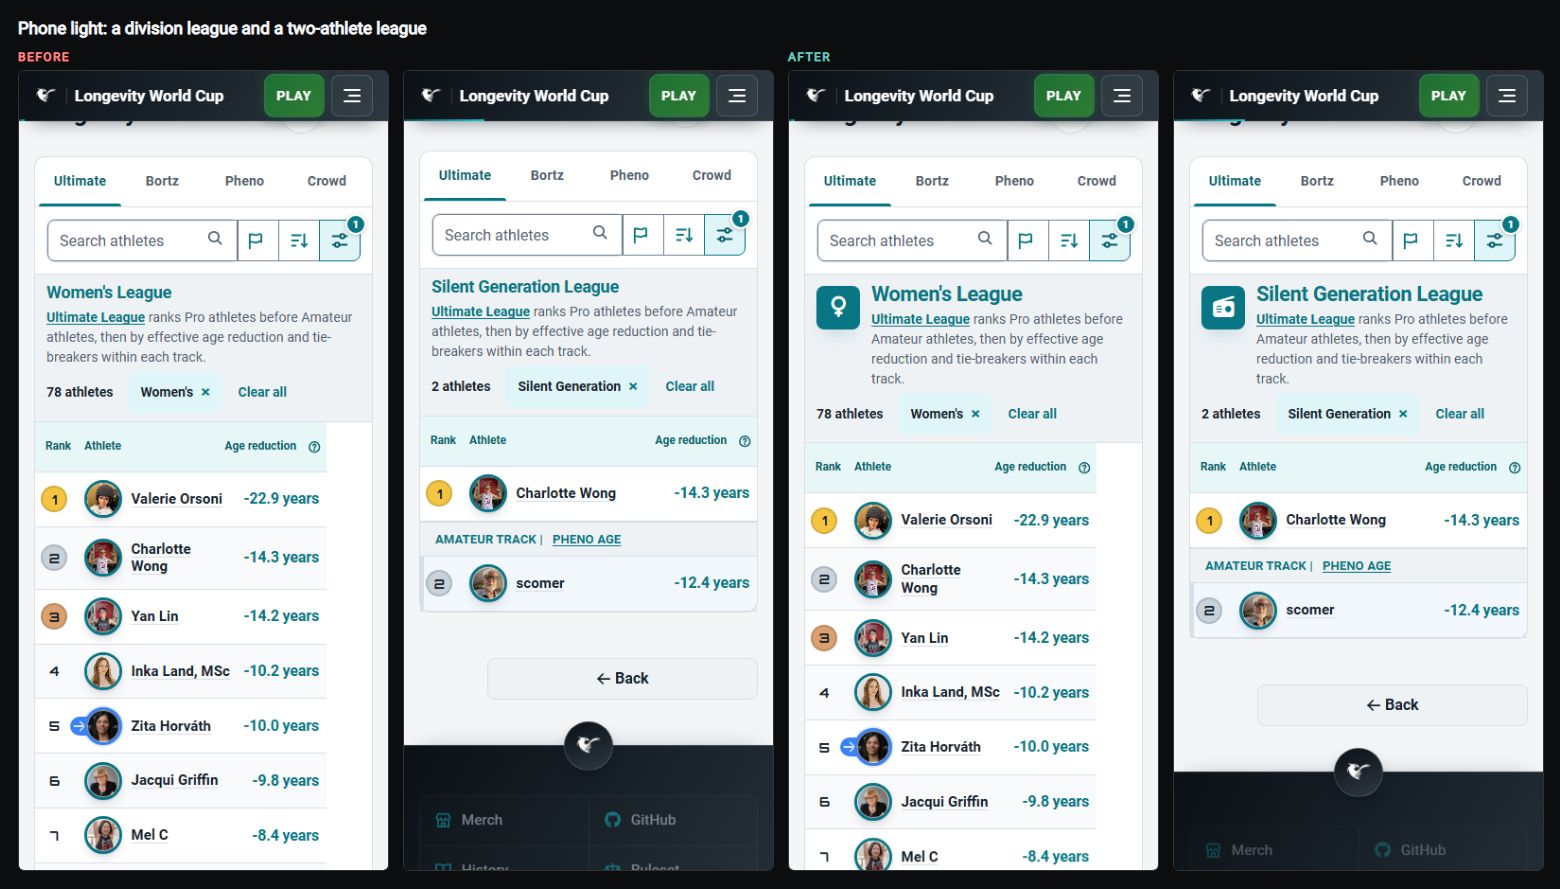 Phone light: a division league and a two-athlete league
BEFORE
Longevity World Cup
PLAY
Ultimate
Bortz
Pheno
Crowd
Search athletes
1
Women's League
Ultimate League ranks Pro athletes before Amateur
athletes, then by effective age reduction and tie-
breakers within each track.
78 athletes
Women's ×
Clear all
Rank Athlete Age reduction ?
1 Valerie Orsoni -22.9 years
2 Charlotte
Wong -14.3 years
3 Yan Lin -14.2 years
4 Inka Land, MSc -10.2 years
5 Zita Horváth -10.0 years
6 Jacqui Griffin -9.8 years
7 Mel C -8.4 years
Longevity World Cup
PLAY
Ultimate
Bortz
Pheno
Crowd
Search athletes
1
Silent Generation League
Ultimate League ranks Pro athletes before Amateur
athletes, then by effective age reduction and tie-
breakers within each track.
2 athletes
Silent Generation ×
Clear all
Rank Athlete Age reduction ?
1 Charlotte Wong -14.3 years
AMATEUR TRACK | PHENO AGE
2 scomer -12.4 years
← Back
Merch
GitHub
AFTER
Longevity World Cup
PLAY
Ultimate
Bortz
Pheno
Crowd
Search athletes
1
Women's League
Ultimate League ranks Pro athletes before
Amateur athletes, then by effective age
reduction and tie-breakers within each
track.
78 athletes
Women's ×
Clear all
Rank Athlete Age reduction ?
1 Valerie Orsoni -22.9 years
2 Charlotte
Wong -14.3 years
3 Yan Lin -14.2 years
4 Inka Land, MSc -10.2 years
5 Zita Horváth -10.0 years
6 Jacqui Griffin -9.8 years
7 Mel C -8.4 years
Longevity World Cup
PLAY
Ultimate
Bortz
Pheno
Crowd
Search athletes
1
Silent Generation League
Ultimate League ranks Pro athletes before
Amateur athletes, then by effective age
reduction and tie-breakers within each
track.
2 athletes
Silent Generation ×
Clear all
Rank Athlete Age reduction ?
1 Charlotte Wong -14.3 years
AMATEUR TRACK | PHENO AGE
2 scomer -12.4 years
← Back
Merch
GitHub